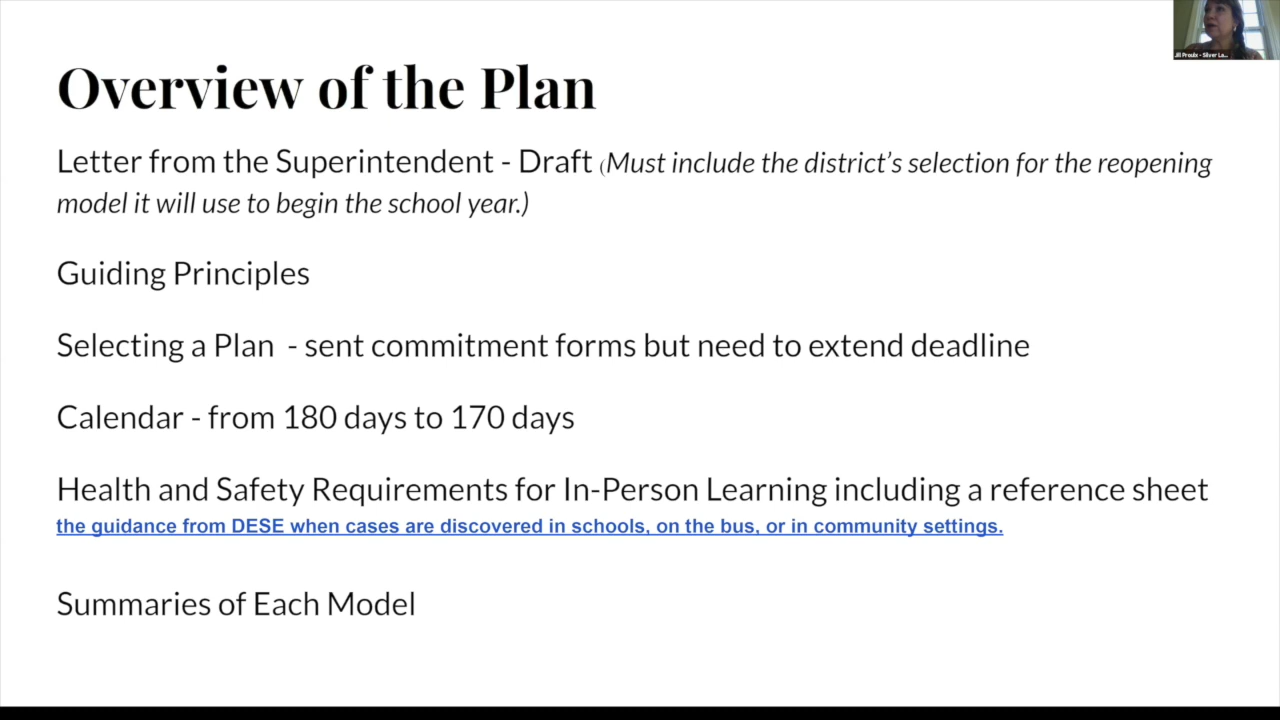 Jill Proulx - Silver La...
Overview of the Plan
Letter from the Superintendent - Draft (Must include the district's selection for the reopening
model it will use to begin the school year.)
Guiding Principles
Selecting a Plan - sent commitment forms but need to extend deadline
Calendar - from 180 days to 170 days
Health and Safety Requirements for In-Person Learning including a reference sheet
the guidance from DESE when cases are discovered in schools, on the bus, or in community settings.
Summaries of Each Model